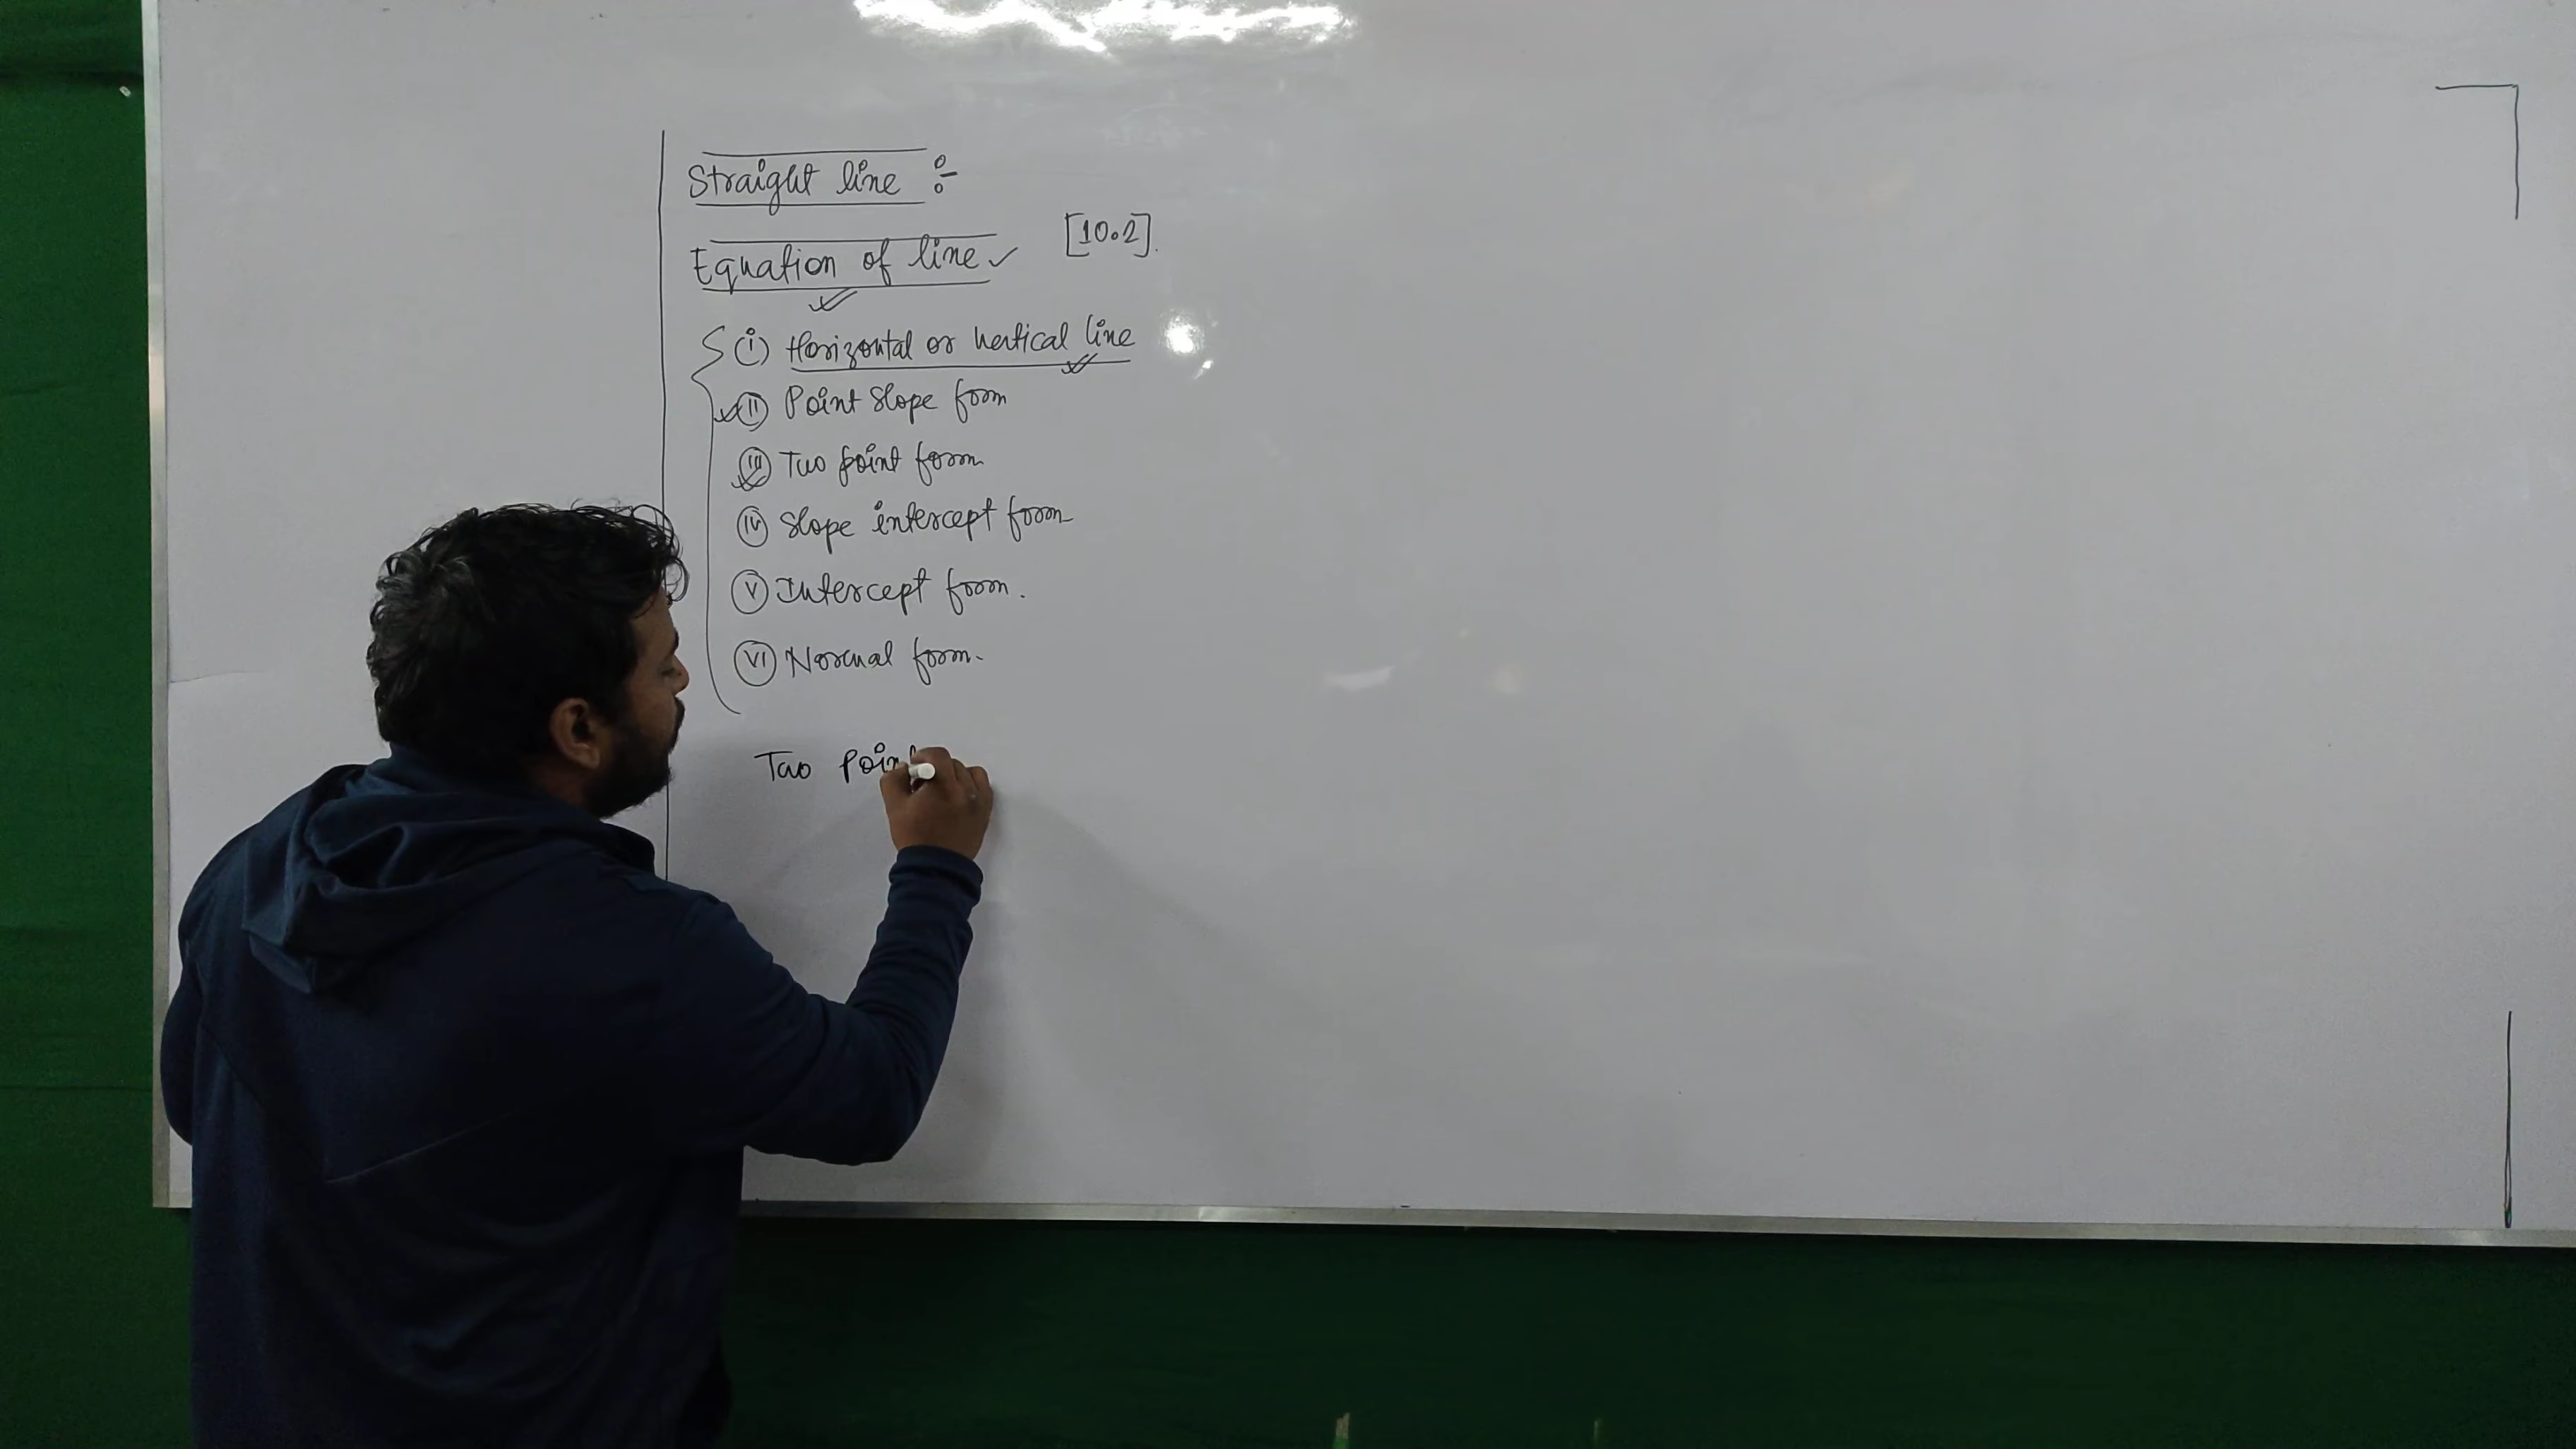 Straight line :-
Equation of line ✓ [10.2].
(i) Horizontal or vertical line
(ii) Point slope form
(iii) Two point form
(iv) Slope intercept form
(v) Intercept form.
(vi) Normal form.
Two Point